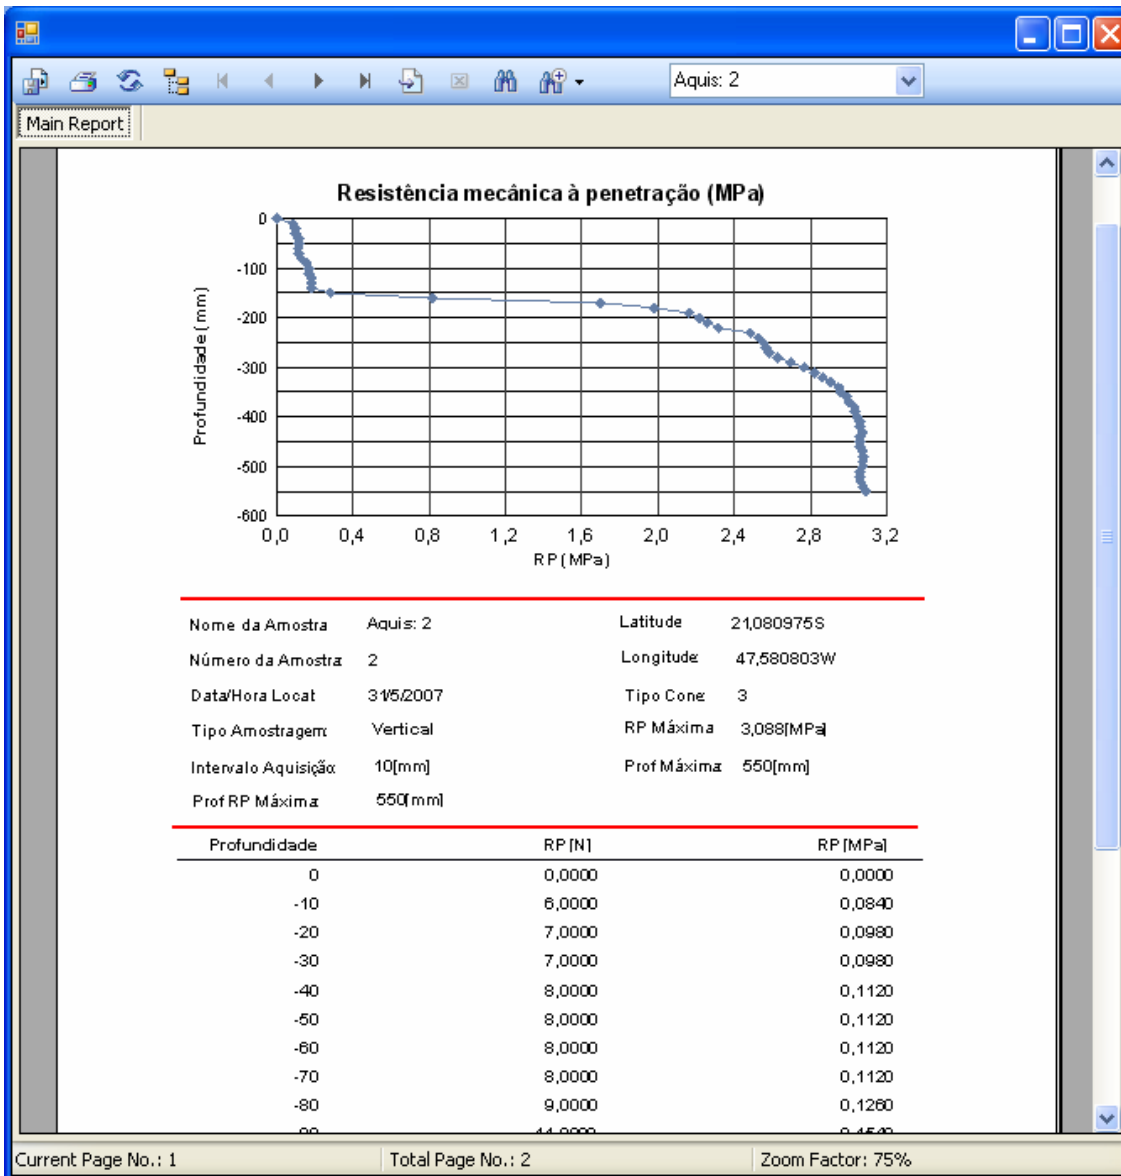 Aquis: 2
Main Report
Resistência mecânica à penetração (MPa)
0
-100
-200
-300
-400
-500
-600
Profundidade (mm)
0,0 0,4 0,8 1,2 1,6 2,0 2,4 2,8 3,2
RP (MPa)
Nome da Amostra Aquis: 2 Latitude 21,080975S
Número da Amostra: 2 Longitude: 47,580803W
Data/Hora Local: 31/5/2007 Tipo Cone: 3
Tipo Amostragem: Vertical RP Máxima 3,088[MPa]
Intervalo Aquisição: 10[mm] Prof Máxima: 550[mm]
Prof RP Máxima: 550[mm]
Profundidade RP [N] RP [MPa]
0 0,0000 0,0000
-10 6,0000 0,0840
-20 7,0000 0,0980
-30 7,0000 0,0980
-40 8,0000 0,1120
-50 8,0000 0,1120
-60 8,0000 0,1120
-70 8,0000 0,1120
-80 9,0000 0,1260
Current Page No.: 1 Total Page No.: 2 Zoom Factor: 75%